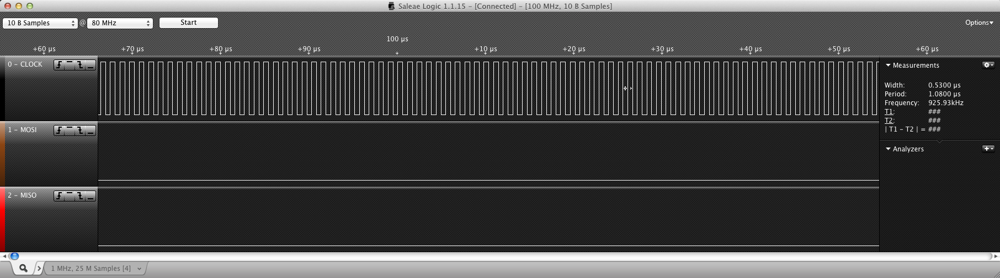 Saleae Logic 1.1.15 – [Connected] – [100 MHz, 10 B Samples]
10 B Samples @ 80 MHz Start Options
100 µs
+60 µs +70 µs +80 µs +90 µs +10 µs +20 µs +30 µs +40 µs +50 µs +60 µs
0 – CLOCK
Measurements
Width: 0.5300 µs
Period: 1.0800 µs
Frequency: 925.93kHz
T1: ###
T2: ###
| T1 – T2 | = ###
1 – MOSI
Analyzers
2 – MISO
1 MHz, 25 M Samples [4]